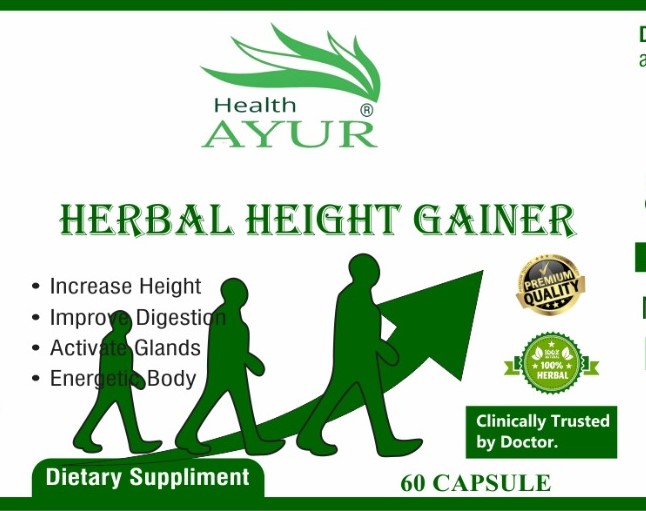 Health
AYUR®
HERBAL HEIGHT GAINER
• Increase Height
• Improve Digestion
• Activate Glands
• Energetic Body
PREMIUM
QUALITY
100%
HERBAL
Clinically Trusted
by Doctor.
Dietary Suppliment
60 CAPSULE